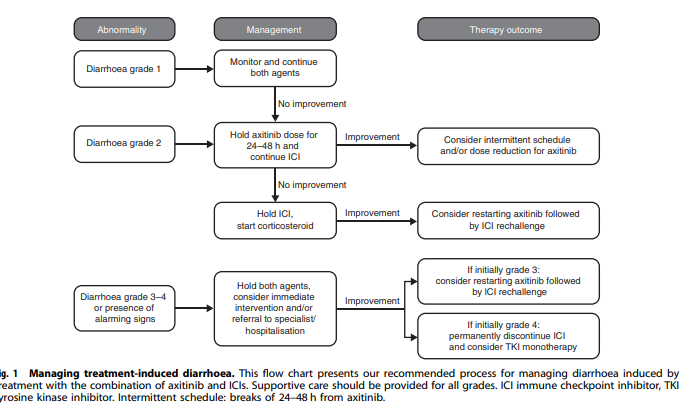 Abnormality
Management
Therapy outcome
Diarrhoea grade 1
Monitor and continue
both agents
No improvement
Diarrhoea grade 2
Hold axitinib dose for
24–48 h and
continue ICI
Improvement
Consider intermittent schedule
and/or dose reduction for axitinib
No improvement
Hold ICI,
start corticosteroid
Improvement
Consider restarting axitinib followed
by ICI rechallenge
Diarrhoea grade 3–4
or presence of
alarming signs
Hold both agents,
consider immediate
intervention and/or
referral to specialist/
hospitalisation
Improvement
If initially grade 3:
consider restarting axitinib followed
by ICI rechallenge
If initially grade 4:
permanently discontinue ICI
and consider TKI monotherapy
ig. 1 Managing treatment-induced diarrhoea. This flow chart presents our recommended process for managing diarrhoea induced by
reatment with the combination of axitinib and ICIs. Supportive care should be provided for all grades. ICI immune checkpoint inhibitor, TKI
yrosine kinase inhibitor. Intermittent schedule: breaks of 24–48 h from axitinib.